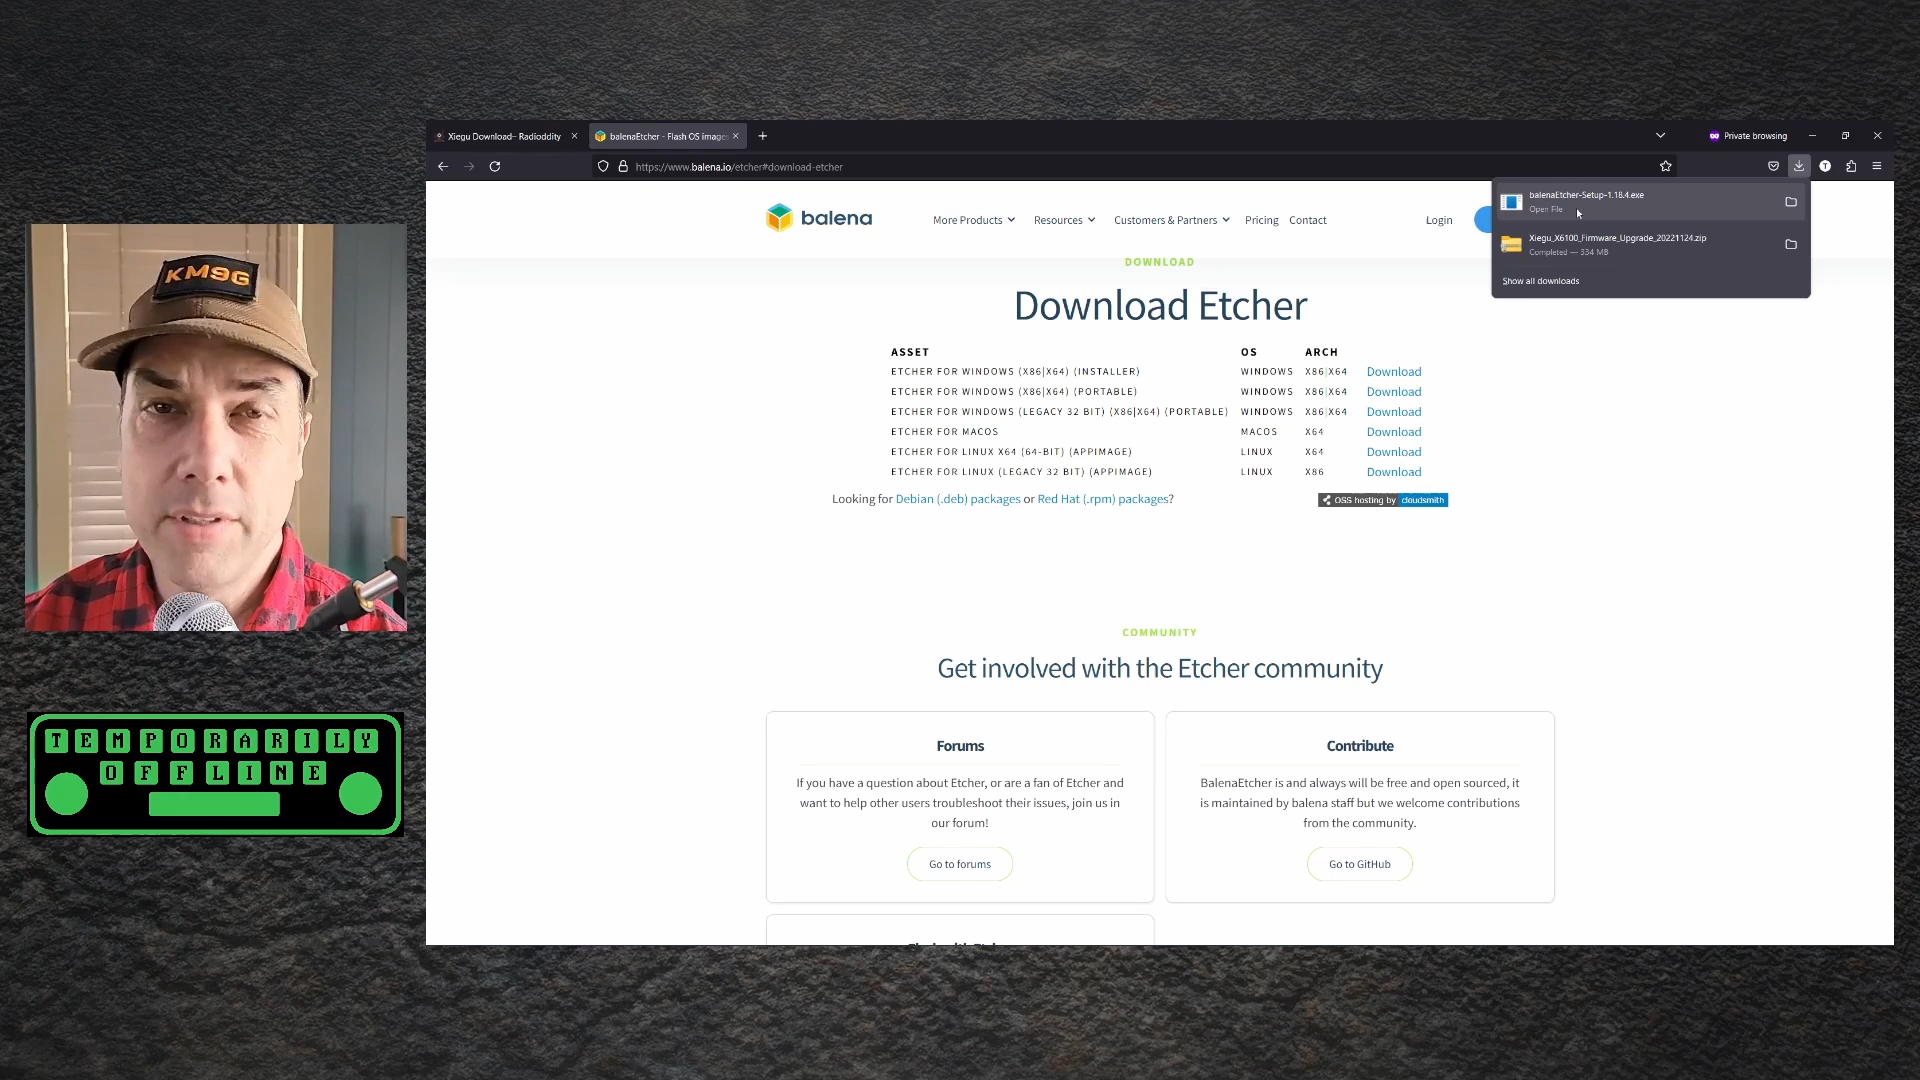 KM9G
TEMPORARILY
OFFLINE
Xiegu Download– Radioddity
balenaEtcher - Flash OS images
Private browsing
https://www.balena.io/etcher#download-etcher
balena
More Products
Resources
Customers & Partners
Pricing
Contact
Login
balenaEtcher-Setup-1.18.4.exe
Open File
Xiegu_X6100_Firmware_Upgrade_20221124.zip
Completed — 334 MB
Show all downloads
DOWNLOAD
Download Etcher
ASSET OS ARCH
ETCHER FOR WINDOWS (X86|X64) (INSTALLER) WINDOWS X86|X64 Download
ETCHER FOR WINDOWS (X86|X64) (PORTABLE) WINDOWS X86|X64 Download
ETCHER FOR WINDOWS (LEGACY 32 BIT) (X86|X64) (PORTABLE) WINDOWS X86|X64 Download
ETCHER FOR MACOS MACOS X64 Download
ETCHER FOR LINUX X64 (64-BIT) (APPIMAGE) LINUX X64 Download
ETCHER FOR LINUX (LEGACY 32 BIT) (APPIMAGE) LINUX X86 Download
Looking for Debian (.deb) packages or Red Hat (.rpm) packages?
OSS hosting by cloudsmith
COMMUNITY
Get involved with the Etcher community
Forums
If you have a question about Etcher, or are a fan of Etcher and
want to help other users troubleshoot their issues, join us in
our forum!
Go to forums
Contribute
BalenaEtcher is and always will be free and open sourced, it
is maintained by balena staff but we welcome contributions
from the community.
Go to GitHub